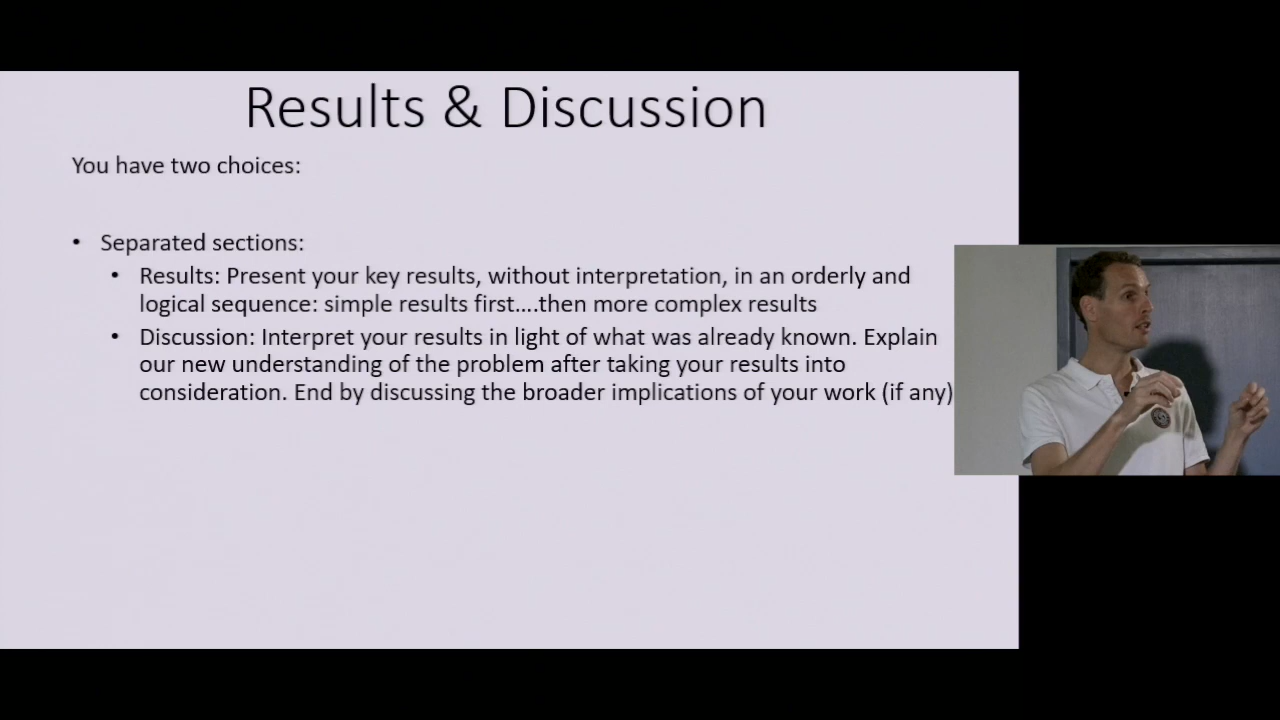 Results & Discussion
You have two choices:
• Separated sections:
• Results: Present your key results, without interpretation, in an orderly and
logical sequence: simple results first....then more complex results
• Discussion: Interpret your results in light of what was already known. Explain
our new understanding of the problem after taking your results into
consideration. End by discussing the broader implications of your work (if any)